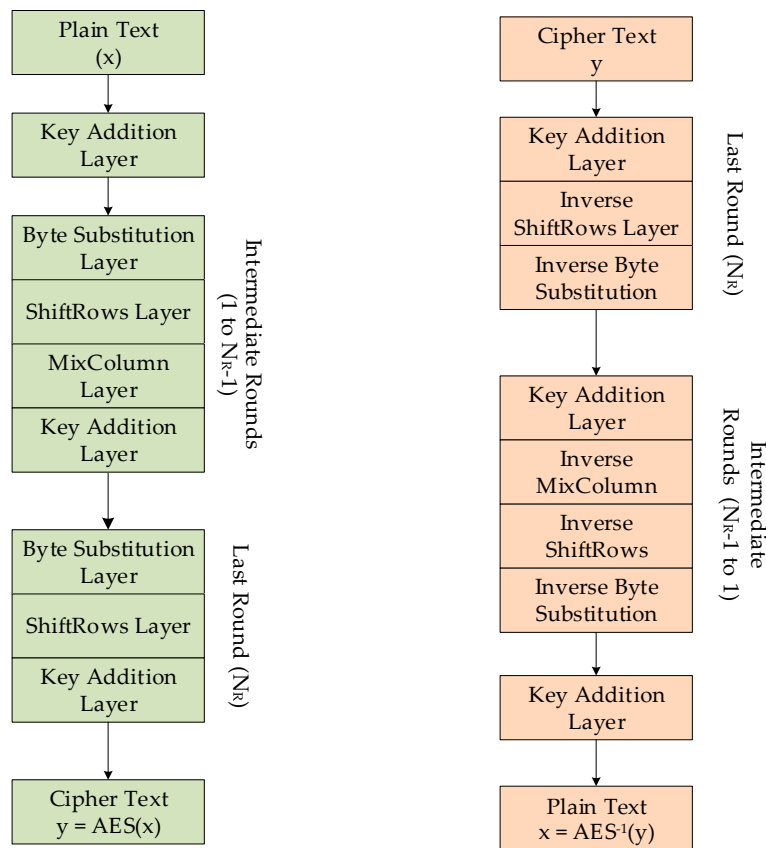 Plain Text
(x)
Key Addition
Layer
Byte Substitution
Layer
ShiftRows Layer
MixColumn
Layer
Key Addition
Layer
Intermediate Rounds
(1 to NR-1)
Byte Substitution
Layer
ShiftRows Layer
Key Addition
Layer
Last Round (NR)
Cipher Text
y = AES(x)
Cipher Text
y
Key Addition
Layer
Inverse
ShiftRows Layer
Inverse Byte
Substitution
Last Round (NR)
Key Addition
Layer
Inverse
MixColumn
Inverse
ShiftRows
Inverse Byte
Substitution
Intermediate
Rounds (NR-1 to 1)
Key Addition
Layer
Plain Text
x = AES-1(y)